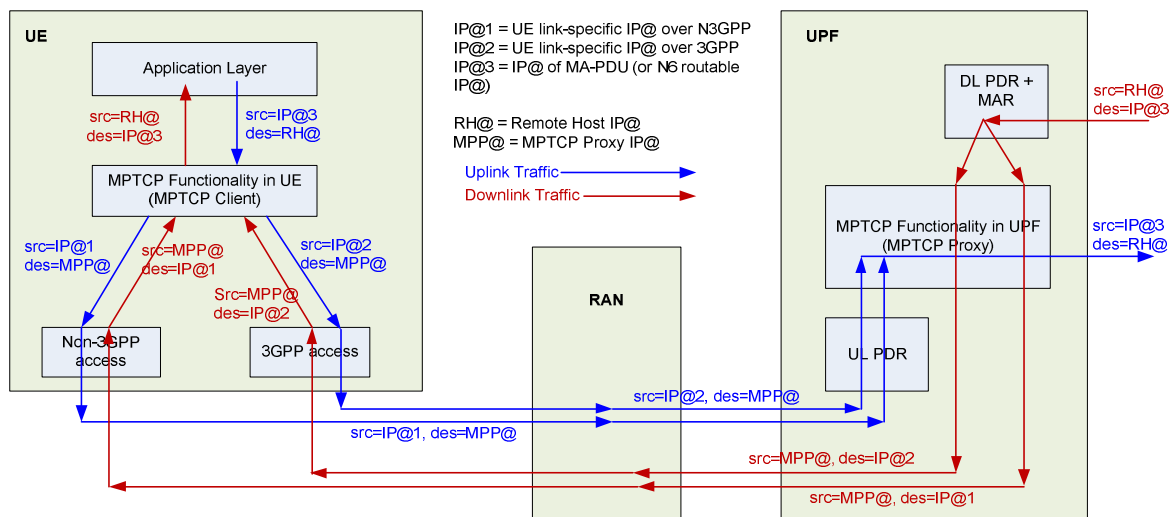 UE
Application Layer
src=RH@
des=IP@3
src=IP@3
des=RH@
MPTCP Functionality in UE
(MPTCP Client)
src=IP@1
des=MPP@
src=MPP@
des=IP@1
src=IP@2
des=MPP@
Src=MPP@
des=IP@2
Non-3GPP
access
3GPP access
IP@1 = UE link-specific IP@ over N3GPP
IP@2 = UE link-specific IP@ over 3GPP
IP@3 = IP@ of MA-PDU (or N6 routable
IP@)
RH@ = Remote Host IP@
MPP@ = MPTCP Proxy IP@
Uplink Traffic
Downlink Traffic
RAN
UPF
DL PDR +
MAR
src=RH@
des=IP@3
MPTCP Functionality in UPF
(MPTCP Proxy)
src=IP@3
des=RH@
UL PDR
src=IP@2, des=MPP@
src=IP@1, des=MPP@
src=MPP@, des=IP@2
src=MPP@, des=IP@1